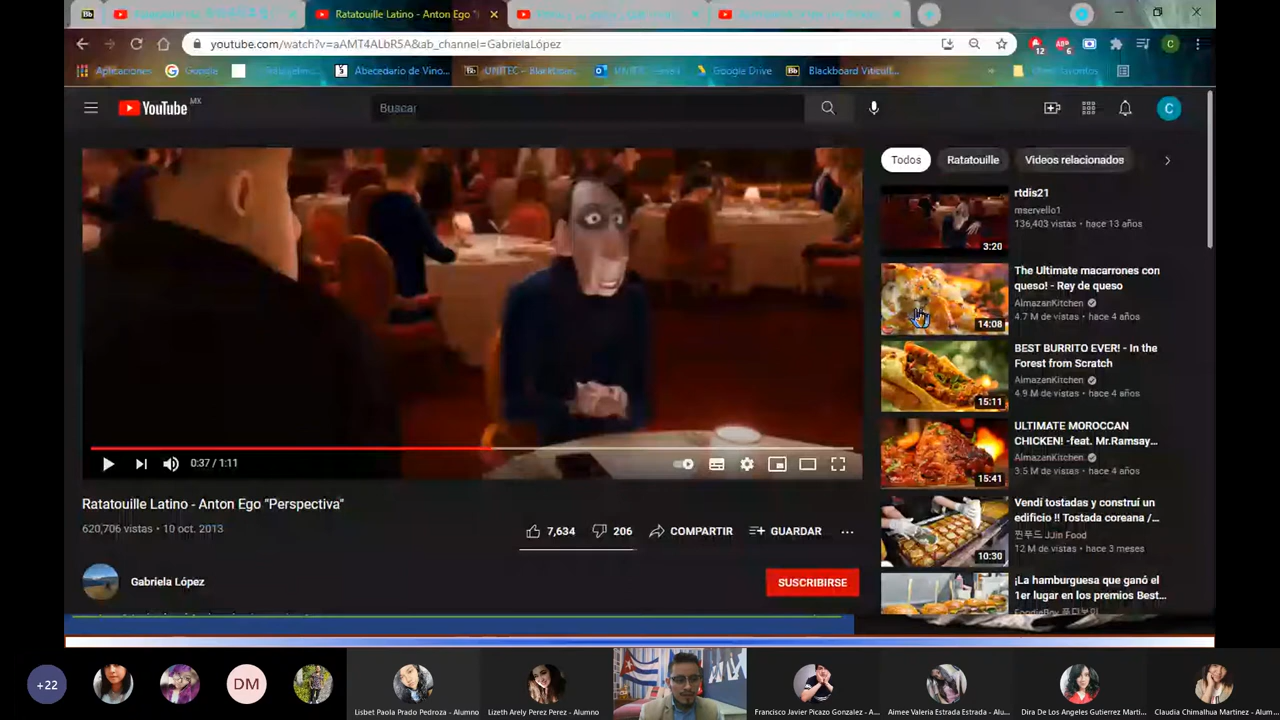 Ratatouille Latino - Anton Ego "
youtube.com/watch?v=aAMT4ALbR5A&ab_channel=GabrielaLópez
12
6
C
Aplicaciones
Google
Abecedario de Vino...
UNITEC - Blackboa...
Google Drive
Blackboard Viticult...
YouTube MX
Buscar
C
Todos
Ratatouille
Videos relacionados
rtdis21
mservello1
136,403 vistas • hace 13 años
3:20
The Ultimate macarrones con
queso! - Rey de queso
AlmazanKitchen
4.7 M de vistas • hace 4 años
14:08
BEST BURRITO EVER! - In the
Forest from Scratch
AlmazanKitchen
4.9 M de vistas • hace 4 años
15:11
ULTIMATE MOROCCAN
CHICKEN! -feat. Mr.Ramsay...
AlmazanKitchen
3.5 M de vistas • hace 4 años
15:41
Vendí tostadas y construí un
edificio !! Tostada coreana /...
찐푸드 JJin Food
12 M de vistas • hace 3 meses
10:30
¡La hamburguesa que ganó el
1er lugar en los premios Best...
0:37 / 1:11
Ratatouille Latino - Anton Ego "Perspectiva"
620,706 vistas • 10 oct. 2013
7,634
206
COMPARTIR
GUARDAR
Gabriela López
SUSCRIBIRSE
+22
DM
Lisbet Paola Prado Pedroza - Alumno
Lizeth Arely Perez Perez - Alumno
Francisco Javier Picazo Gonzalez - A...
Aimee Valeria Estrada Estrada - Alu...
Dira De Los Angeles Gutierrez Marti...
Claudia Chimalhua Martinez - Alum...